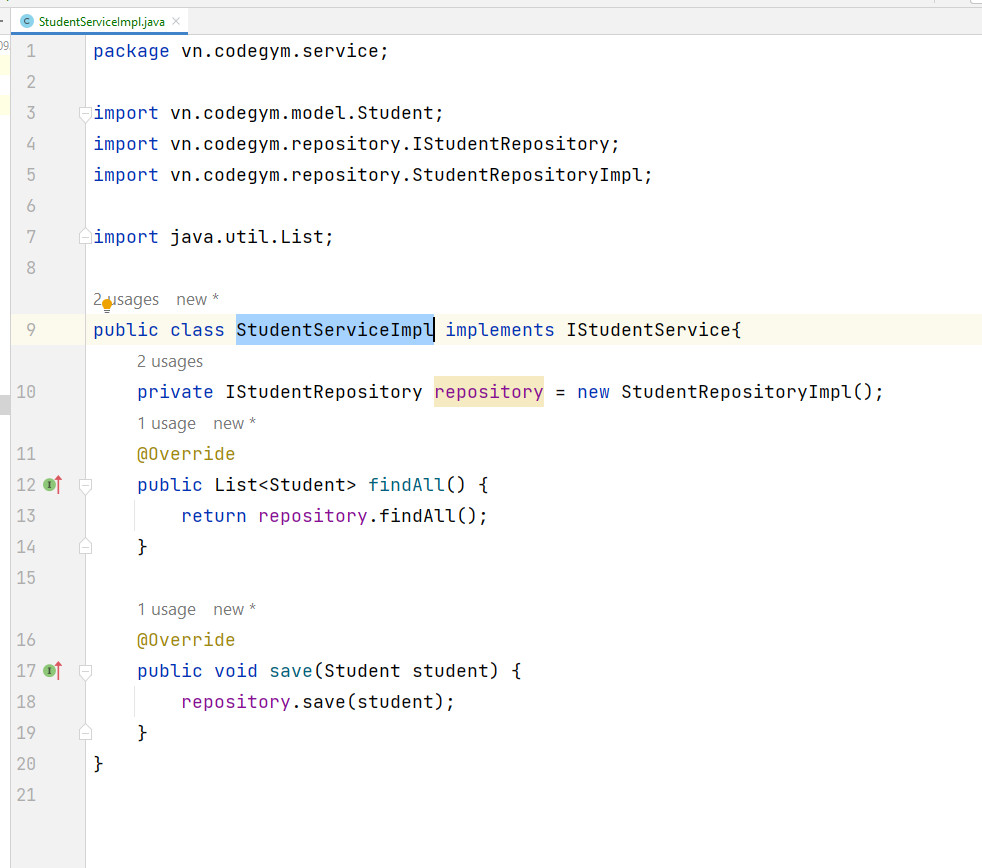 StudentServiceImpl.java
09
1 package vn.codegym.service;
2
3 import vn.codegym.model.Student;
4 import vn.codegym.repository.IStudentRepository;
5 import vn.codegym.repository.StudentRepositoryImpl;
6
7 import java.util.List;
8
2 usages new *
9 public class StudentServiceImpl implements IStudentService{
2 usages
10 private IStudentRepository repository = new StudentRepositoryImpl();
1 usage new *
11 @Override
12 public List<Student> findAll() {
13 return repository.findAll();
14 }
15
1 usage new *
16 @Override
17 public void save(Student student) {
18 repository.save(student);
19 }
20 }
21